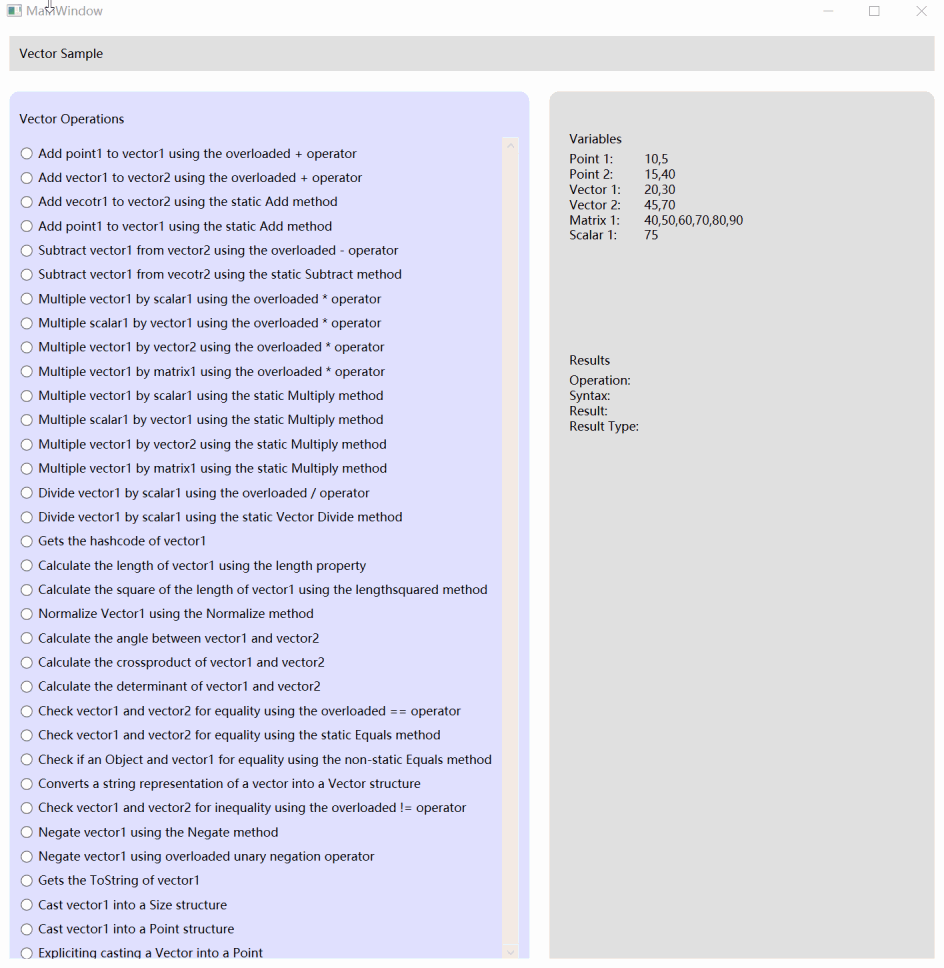 MainWindow
Vector Sample
Vector Operations
Add point1 to vector1 using the overloaded + operator
Add vector1 to vector2 using the overloaded + operator
Add vecotr1 to vector2 using the static Add method
Add point1 to vector1 using the static Add method
Subtract vector1 from vector2 using the overloaded - operator
Subtract vector1 from vecotr2 using the static Subtract method
Multiple vector1 by scalar1 using the overloaded * operator
Multiple scalar1 by vector1 using the overloaded * operator
Multiple vector1 by vector2 using the overloaded * operator
Multiple vector1 by matrix1 using the overloaded * operator
Multiple vector1 by scalar1 using the static Multiply method
Multiple scalar1 by vector1 using the static Multiply method
Multiple vector1 by vector2 using the static Multiply method
Multiple vector1 by matrix1 using the static Multiply method
Divide vector1 by scalar1 using the overloaded / operator
Divide vector1 by scalar1 using the static Vector Divide method
Gets the hashcode of vector1
Calculate the length of vector1 using the length property
Calculate the square of the length of vector1 using the lengthsquared method
Normalize Vector1 using the Normalize method
Calculate the angle between vector1 and vector2
Calculate the crossproduct of vector1 and vector2
Calculate the determinant of vector1 and vector2
Check vector1 and vector2 for equality using the overloaded == operator
Check vector1 and vector2 for equality using the static Equals method
Check if an Object and vector1 for equality using the non-static Equals method
Converts a string representation of a vector into a Vector structure
Check vector1 and vector2 for inequality using the overloaded != operator
Negate vector1 using the Negate method
Negate vector1 using overloaded unary negation operator
Gets the ToString of vector1
Cast vector1 into a Size structure
Cast vector1 into a Point structure
Expliciting casting a Vector into a Point
Variables
Point 1: 10,5
Point 2: 15,40
Vector 1: 20,30
Vector 2: 45,70
Matrix 1: 40,50,60,70,80,90
Scalar 1: 75
Results
Operation:
Syntax:
Result:
Result Type: